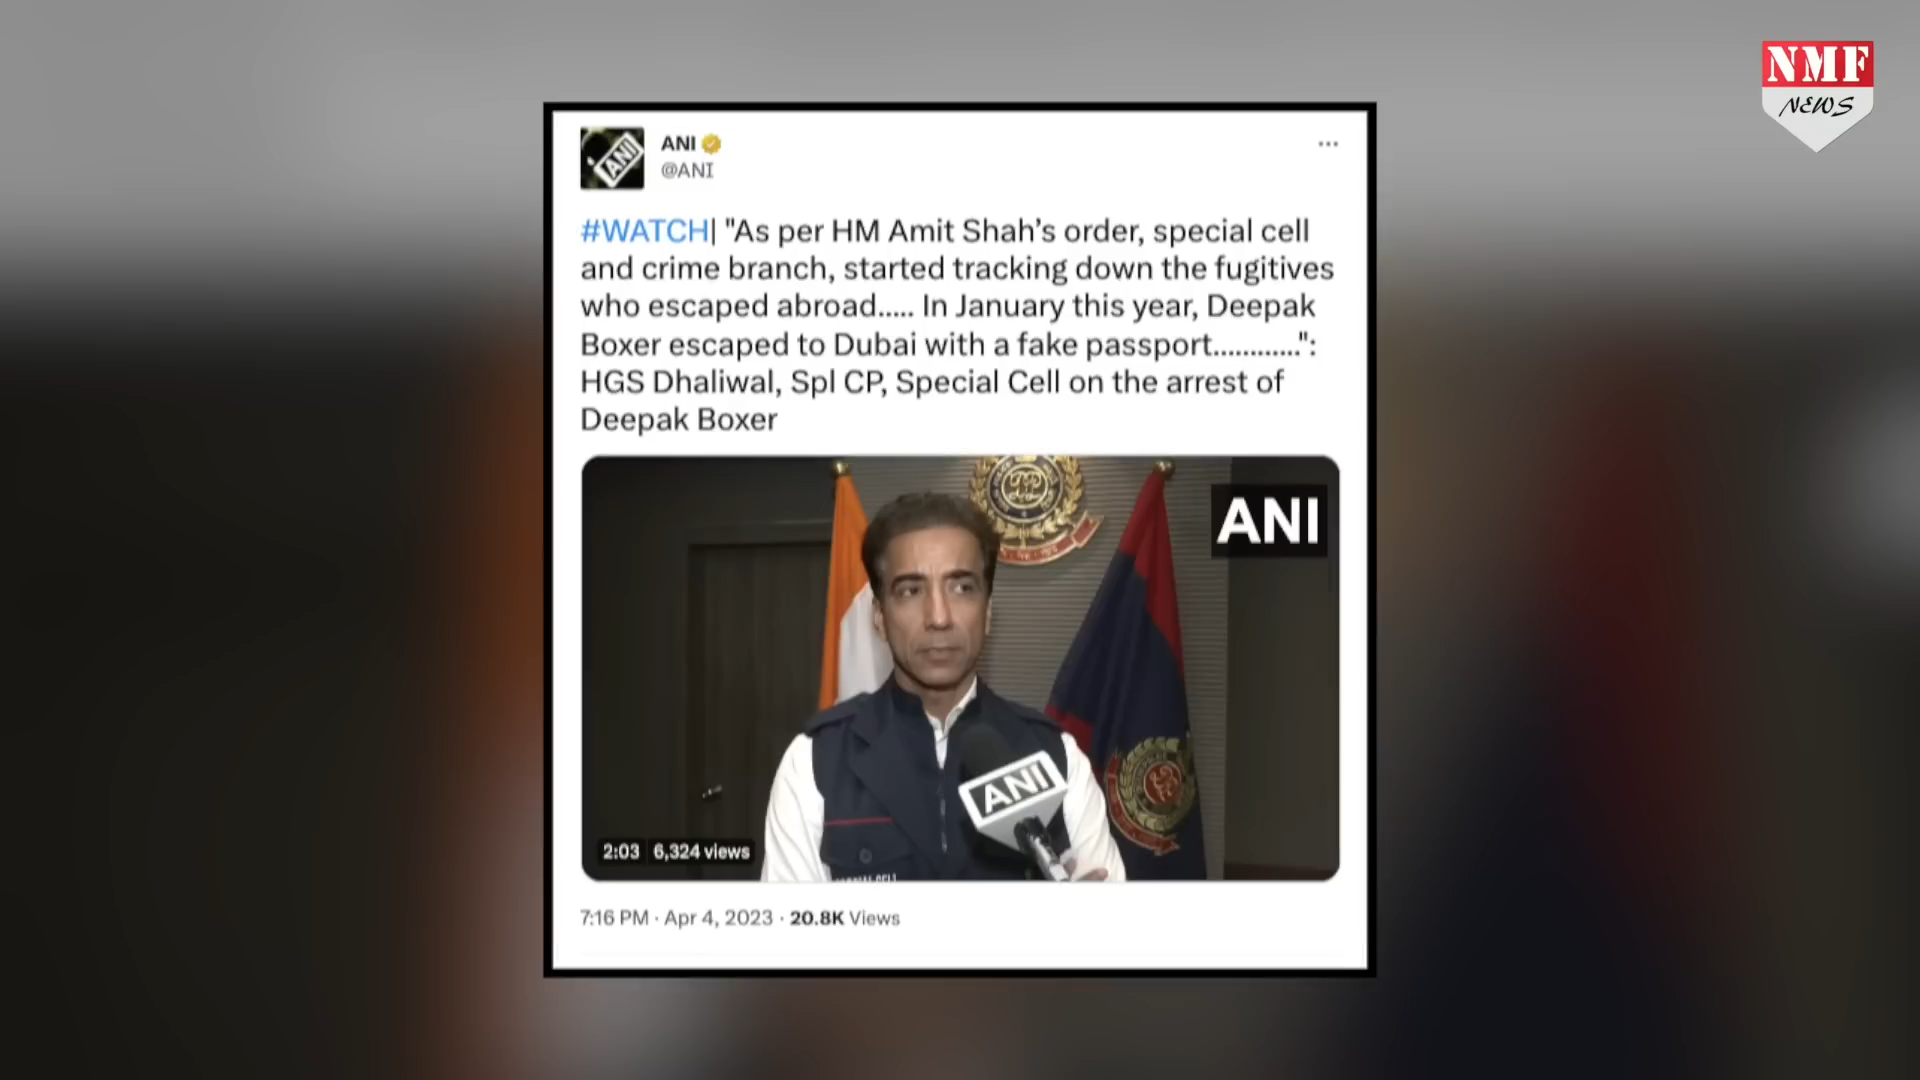 NMF
NEWS
ANI
@ANI
#WATCH| "As per HM Amit Shah’s order, special cell
and crime branch, started tracking down the fugitives
who escaped abroad..... In January this year, Deepak
Boxer escaped to Dubai with a fake passport............":
HGS Dhaliwal, Spl CP, Special Cell on the arrest of
Deepak Boxer
ANI
ANI
2:03 6,324 views
7:16 PM · Apr 4, 2023 · 20.8K Views